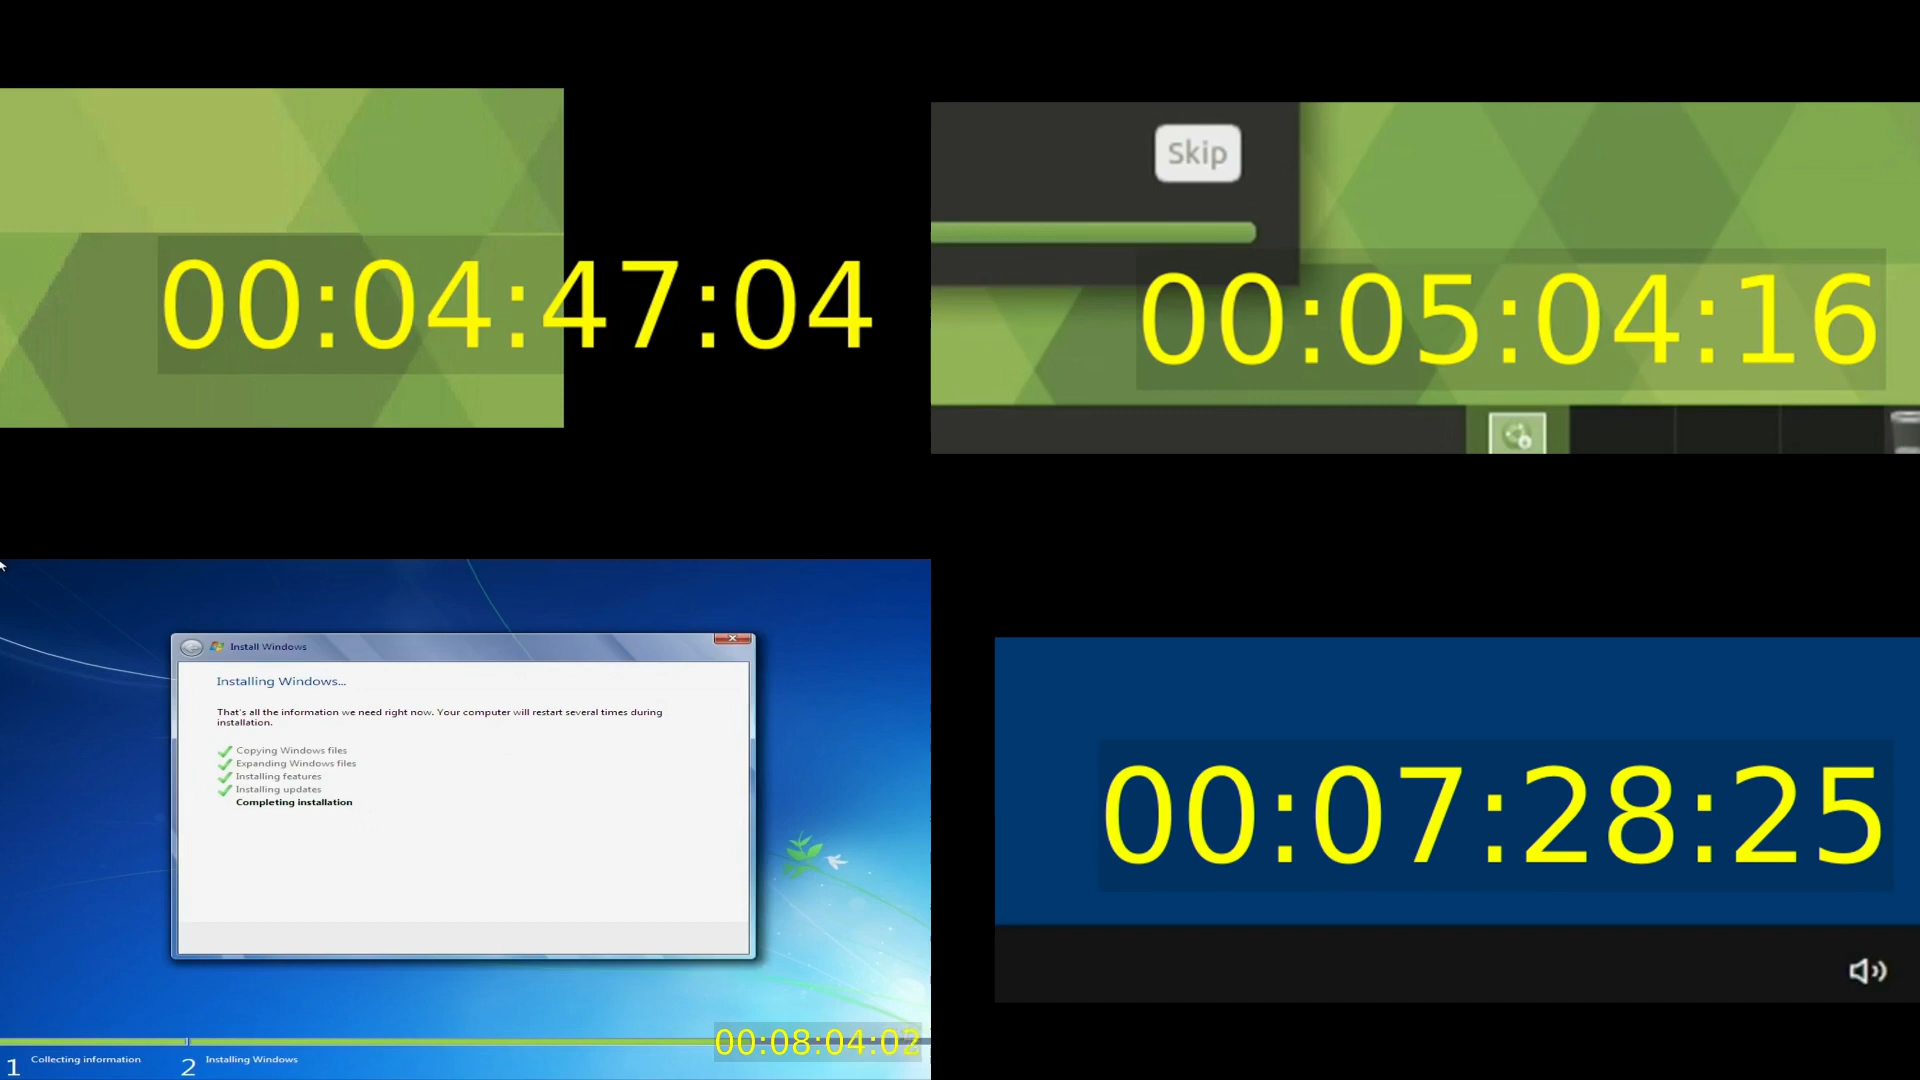 00:04:47:04
Skip
00:05:04:16
Install Windows
Installing Windows...
That's all the information we need right now. Your computer will restart several times during
installation.
Copying Windows files
Expanding Windows files
Installing features
Installing updates
Completing installation
00:08:04:02
1 Collecting information
2 Installing Windows
00:07:28:25